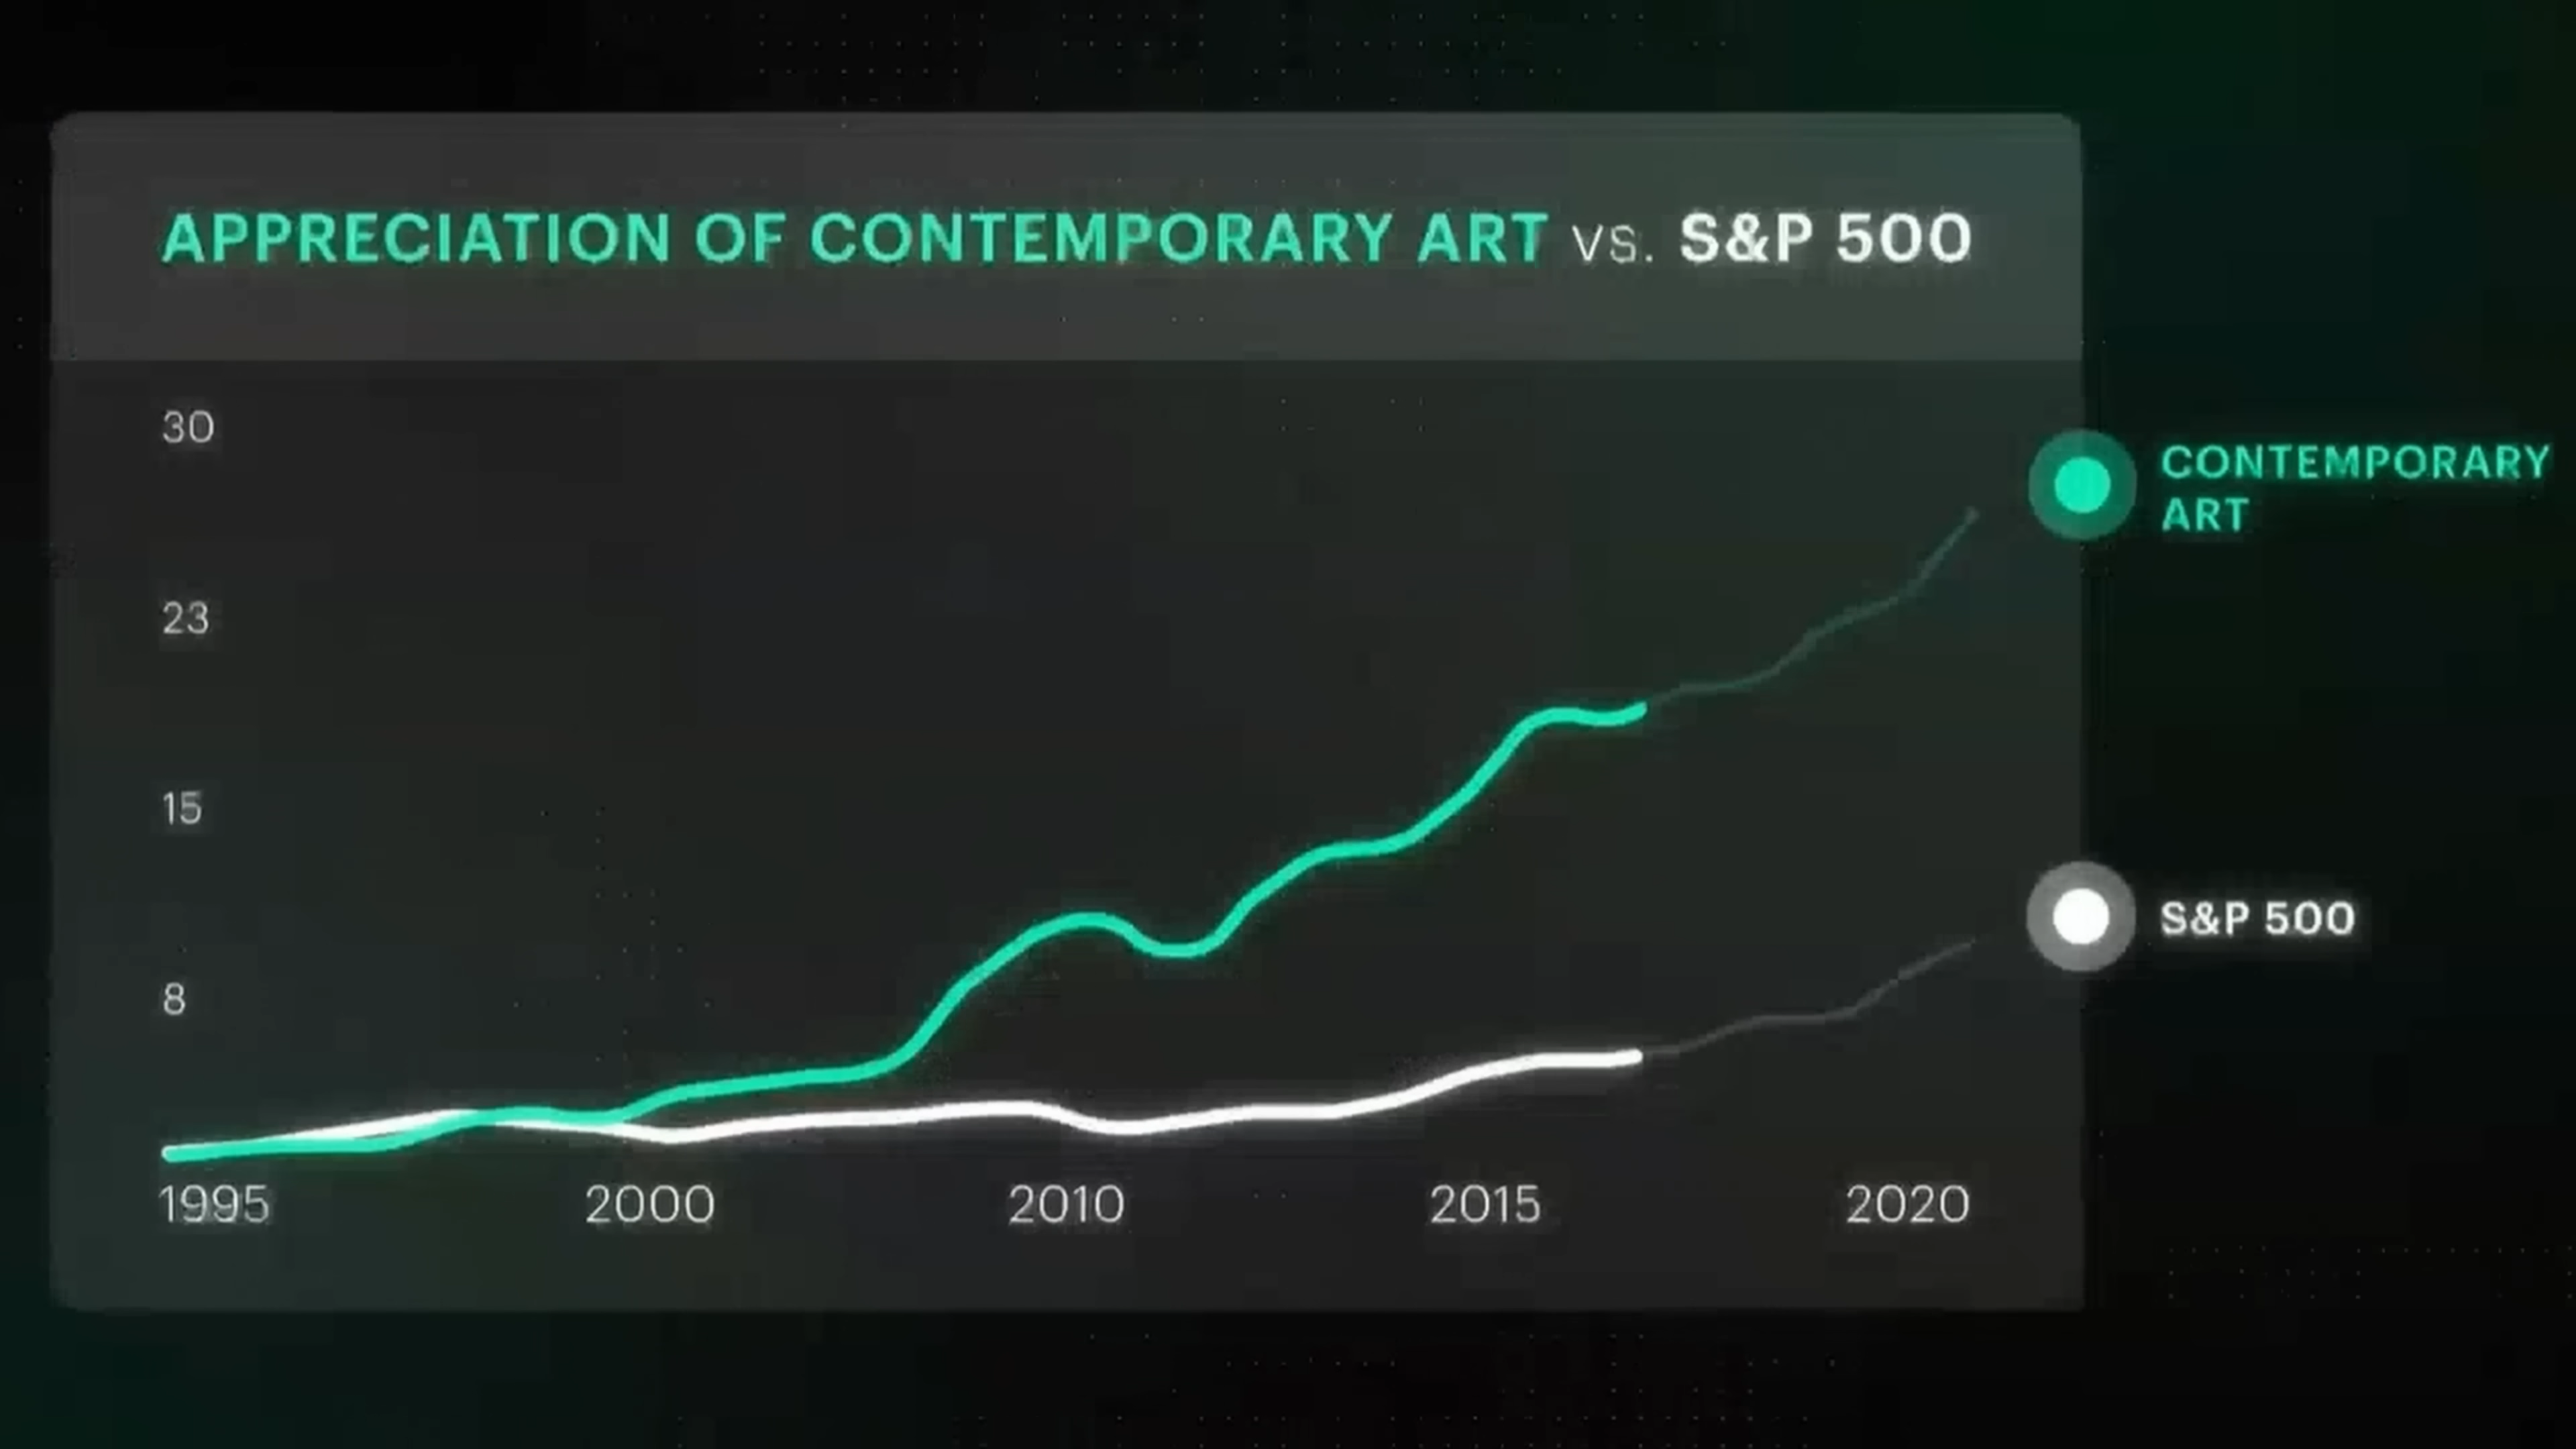 APPRECIATION OF CONTEMPORARY ART VS. S&P 500
30
CONTEMPORARY
ART
23
15
S&P 500
8
1995 2000 2010 2015 2020